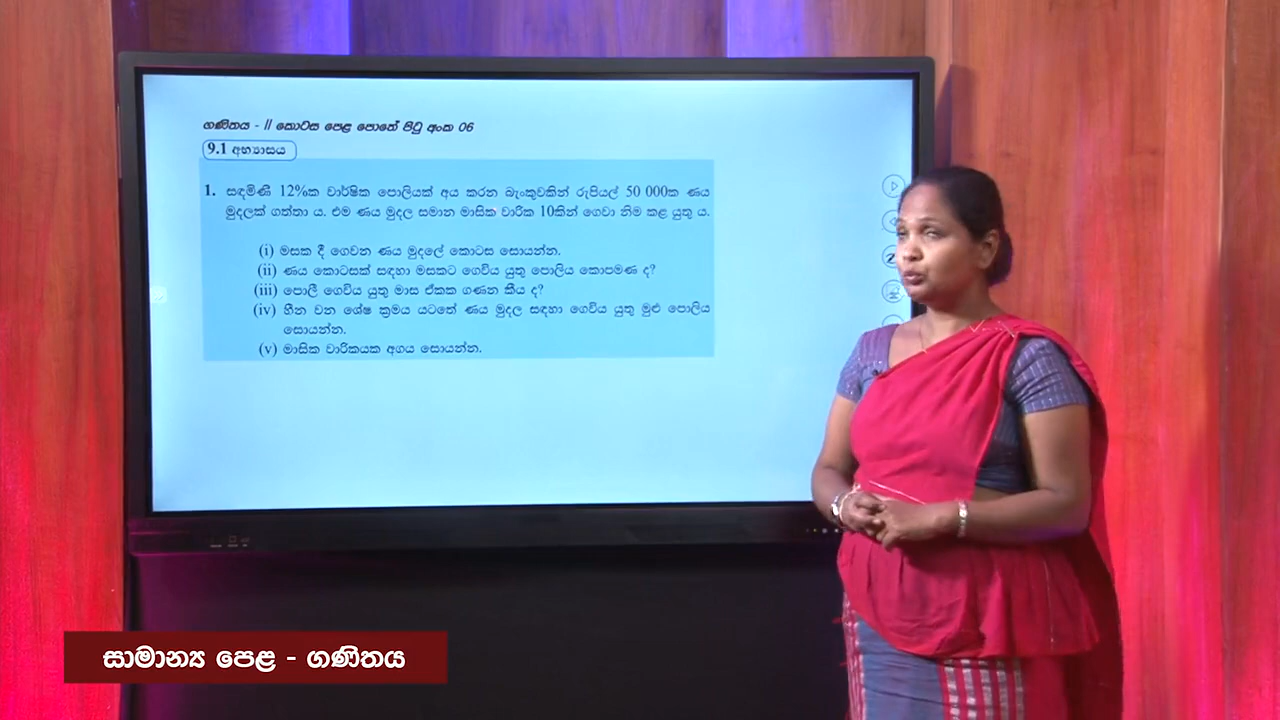 ගණිතය - II කොටස පෙළ පොතේ පිටු අංක 06
9.1 අභ්‍යාසය
1. සඳමිණි 12%ක වාර්ෂික පොලියක් අය කරන බැංකුවකින් රුපියල් 50 000ක ණය
මුදලක් ගත්තා ය. එම ණය මුදල සමාන මාසික වාරික 10කින් ගෙවා නිම කළ යුතු ය.
(i) මසක දී ගෙවන ණය මුදලේ කොටස සොයන්න.
(ii) ණය කොටසක් සඳහා මසකට ගෙවිය යුතු පොලිය කොපමණ ද?
(iii) පොලී ගෙවිය යුතු මාස ඒකක ගණන කීය ද?
(iv) හීන වන ශේෂ ක්‍රමය යටතේ ණය මුදල සඳහා ගෙවිය යුතු මුළු පොලිය
සොයන්න.
(v) මාසික වාරිකයක අගය සොයන්න.
සාමාන්‍ය පෙළ - ගණිතය